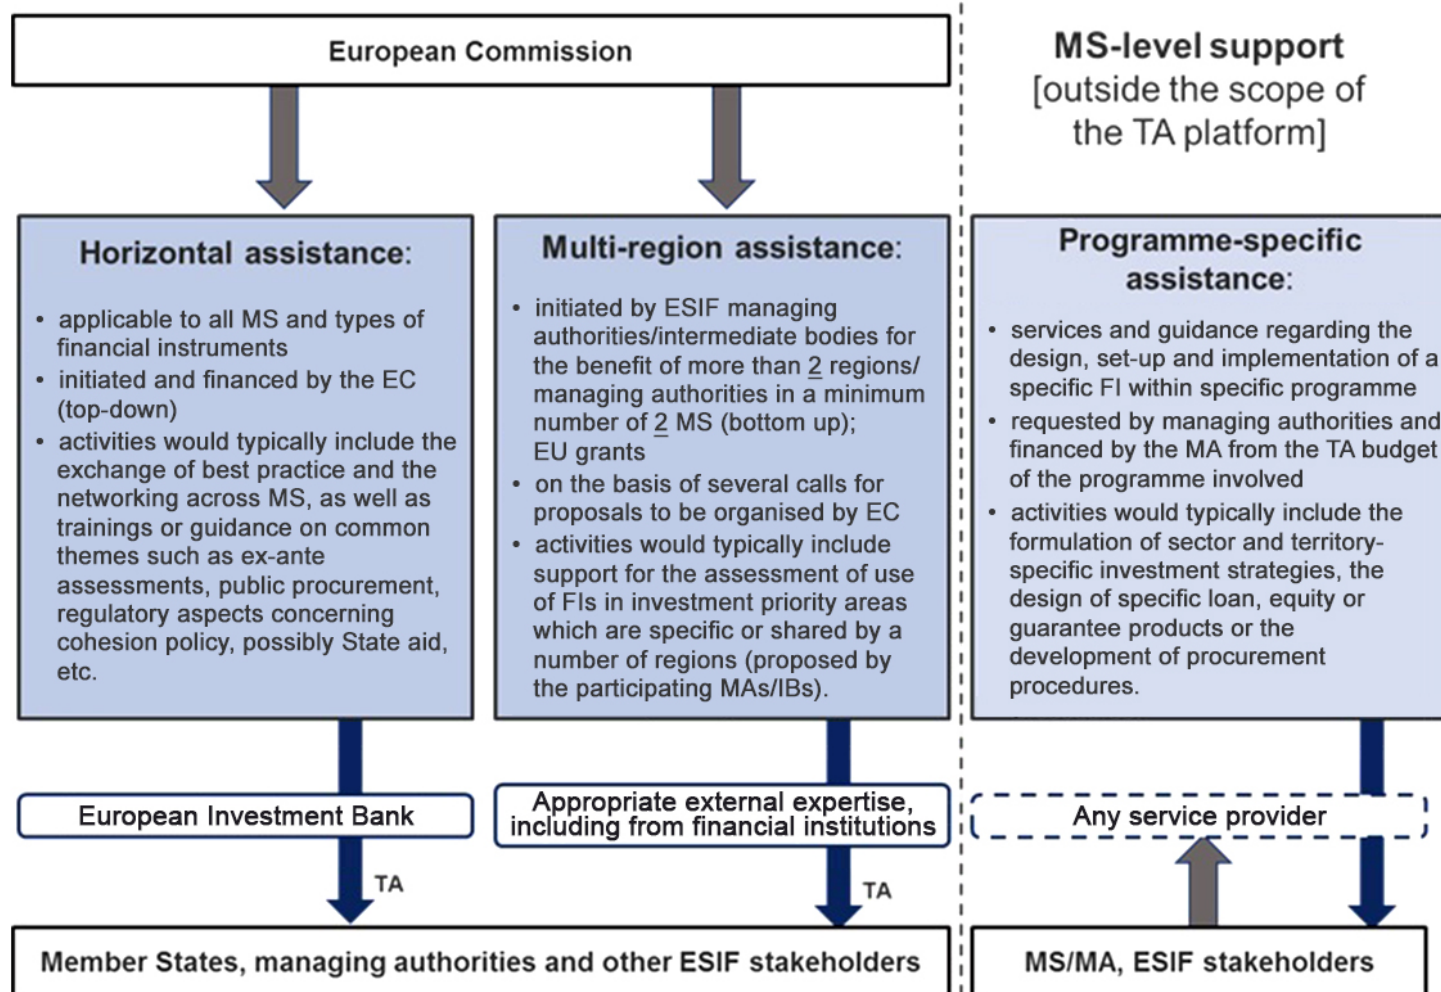 European Commission
MS-level support
[outside the scope of
the TA platform]
Horizontal assistance:
• applicable to all MS and types of
financial instruments
• initiated and financed by the EC
(top-down)
• activities would typically include the
exchange of best practice and the
networking across MS, as well as
trainings or guidance on common
themes such as ex-ante
assessments, public procurement,
regulatory aspects concerning
cohesion policy, possibly State aid,
etc.
Multi-region assistance:
• initiated by ESIF managing
authorities/intermediate bodies for
the benefit of more than 2 regions/
managing authorities in a minimum
number of 2 MS (bottom up);
EU grants
• on the basis of several calls for
proposals to be organised by EC
• activities would typically include
support for the assessment of use
of FIs in investment priority areas
which are specific or shared by a
number of regions (proposed by
the participating MAs/IBs).
Programme-specific
assistance:
• services and guidance regarding the
design, set-up and implementation of a
specific FI within specific programme
• requested by managing authorities and
financed by the MA from the TA budget
of the programme involved
• activities would typically include the
formulation of sector and territory-
specific investment strategies, the
design of specific loan, equity or
guarantee products or the
development of procurement
procedures.
European Investment Bank
Appropriate external expertise,
including from financial institutions
Any service provider
TA
TA
Member States, managing authorities and other ESIF stakeholders
MS/MA, ESIF stakeholders